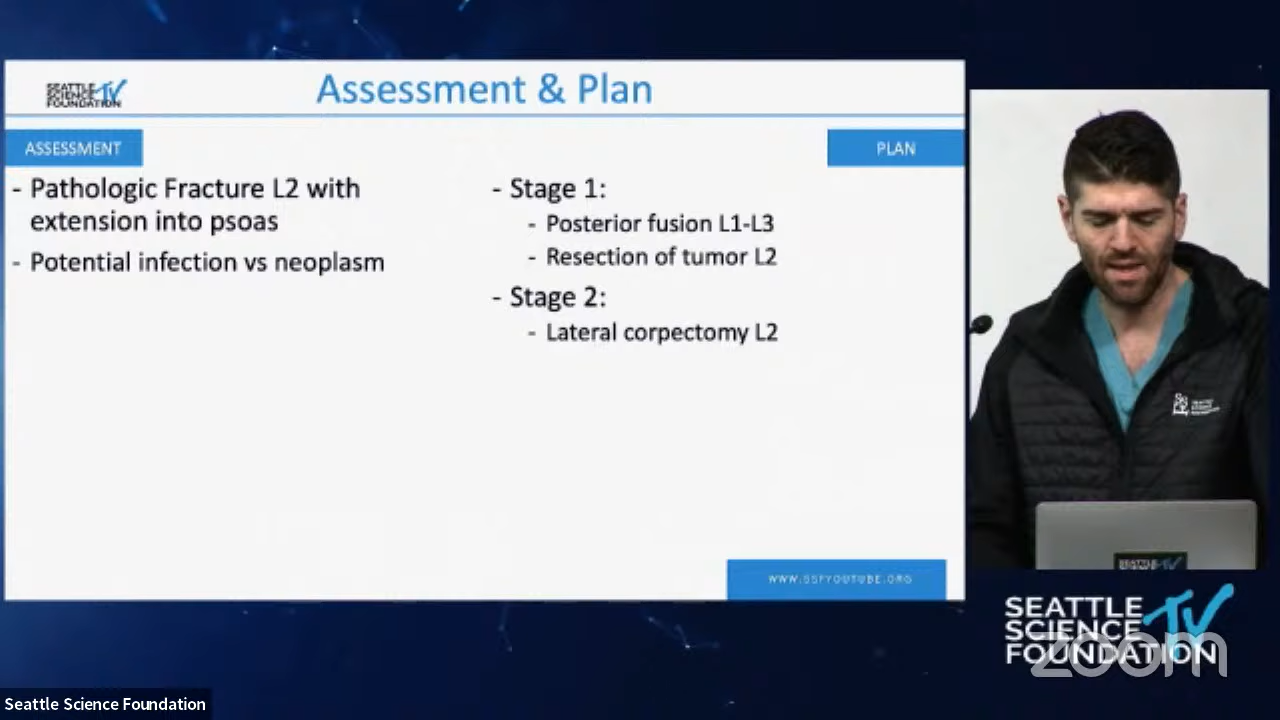 SEATTLE
SCIENCE TV
FOUNDATION
Assessment & Plan
ASSESSMENT
- Pathologic Fracture L2 with
extension into psoas
- Potential infection vs neoplasm
PLAN
- Stage 1:
- Posterior fusion L1-L3
- Resection of tumor L2
- Stage 2:
- Lateral corpectomy L2
WWW.SSFYOUTUBE.ORG
SEATTLE
SCIENCE TV
FOUNDATION
zoom
Seattle Science Foundation